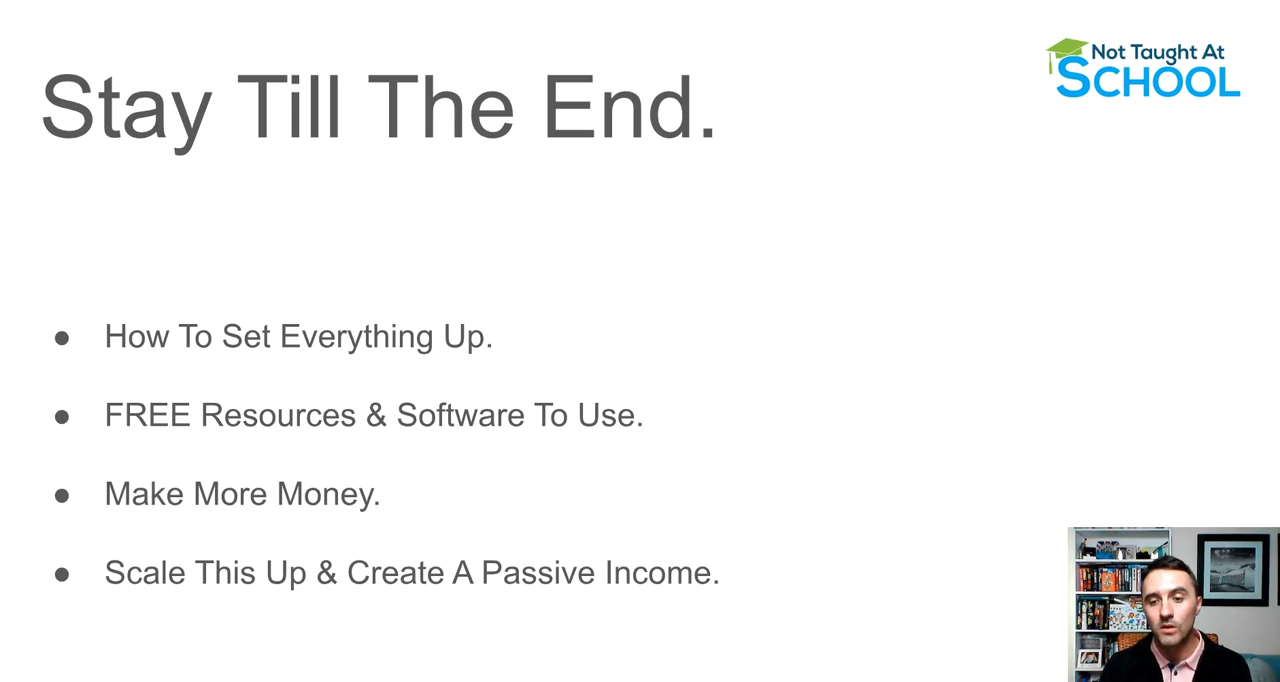 Stay Till The End.
Not Taught At
SCHOOL
● How To Set Everything Up.
● FREE Resources & Software To Use.
● Make More Money.
● Scale This Up & Create A Passive Income.